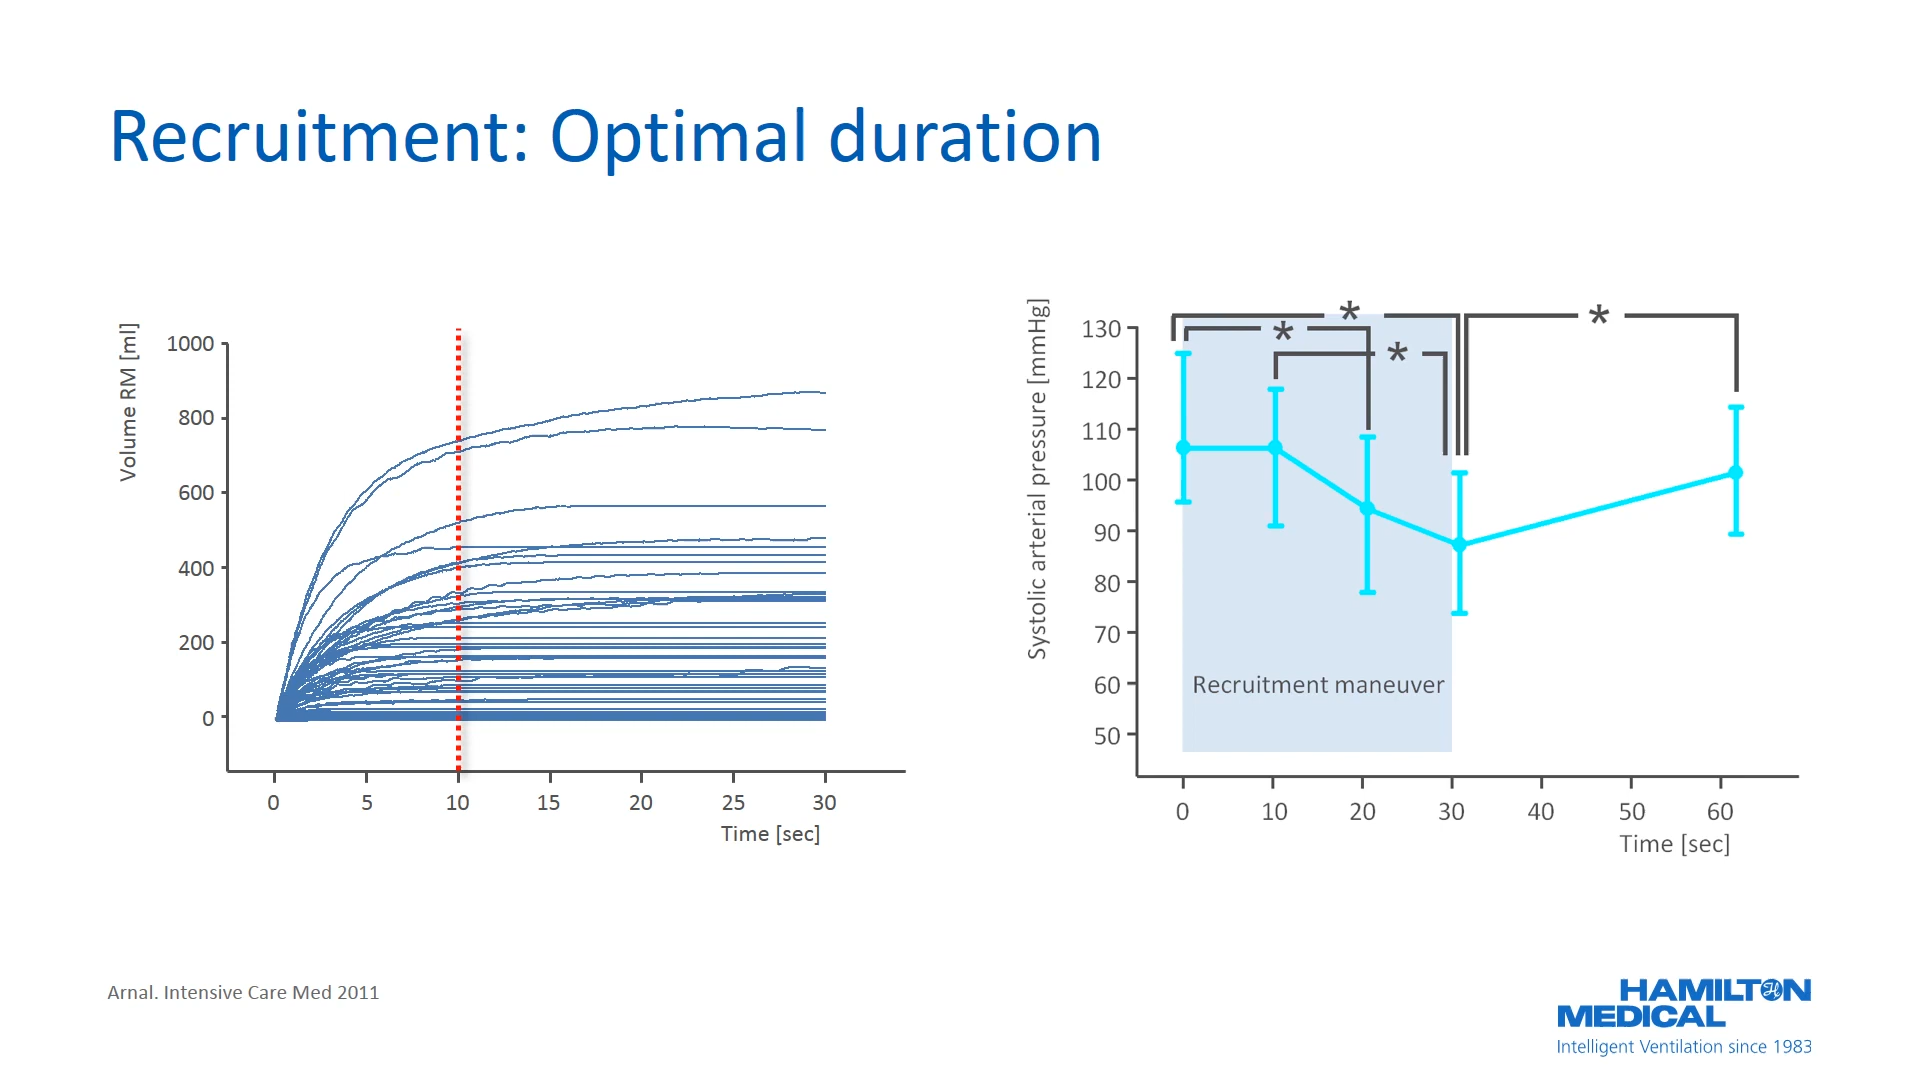 Recruitment: Optimal duration
Volume RM [ml]
1000
800
600
400
200
0
0 5 10 15 20 25 30
Time [sec]
Systolic arterial pressure [mmHg]
130
120
110
100
90
80
70
60
50
* * * *
Recruitment maneuver
0 10 20 30 40 50 60
Time [sec]
Arnal. Intensive Care Med 2011
HAMILTON
MEDICAL
Intelligent Ventilation since 1983